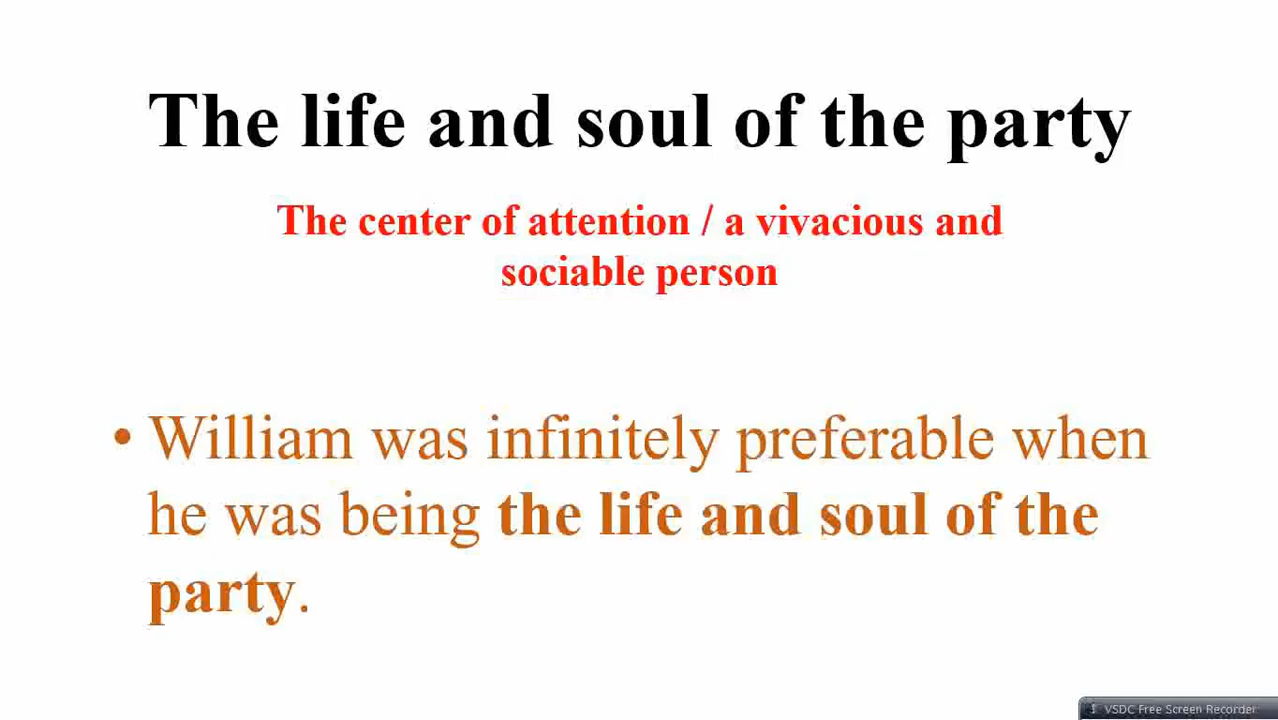 The life and soul of the party
The center of attention / a vivacious and
sociable person
• William was infinitely preferable when
he was being the life and soul of the
party.
VSDC Free Screen Recorder